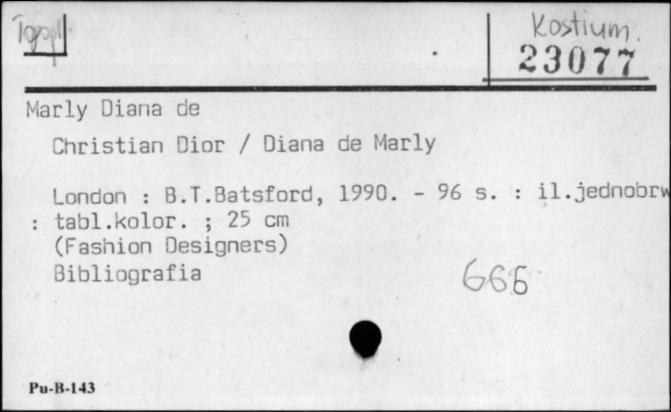 Kostium.
23077
Marly Diana de
Christian Dior / Diana de Marly
London : B.T.Batsford, 1990. - 96 s. : il.jednobrw
: tabl.kolor. ; 25 cm
(Fashion Designers)
Bibliografia
666
Pu-B-143